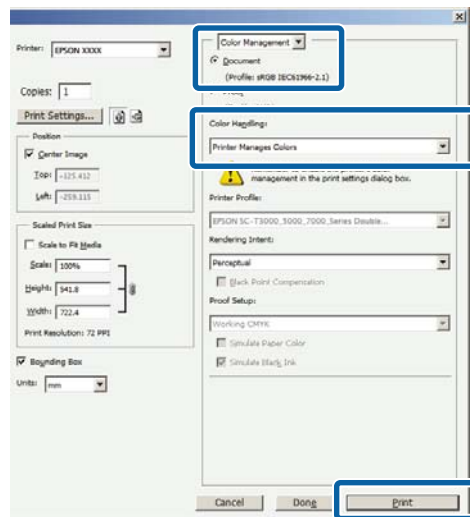 Printer: EPSON XXXX
Copies: 1
Print Settings...
Position
Center Image
Top: -125.412
Left: -259.115
Scaled Print Size
Scale to Fit Media
Scale: 100%
Height: 541.8
Width: 722.4
Print Resolution: 72 PPI
Bounding Box
Units: mm
Color Management
Document
(Profile: sRGB IEC61966-2.1)
Color Handling:
Printer Manages Colors
management in the print settings dialog box.
Printer Profile:
EPSON SC-T3000_5000_7000_Series Double...
Rendering Intent:
Perceptual
Black Point Compensation
Proof Setup:
Working CMYK
Simulate Paper Color
Simulate Black Ink
Cancel
Done
Print